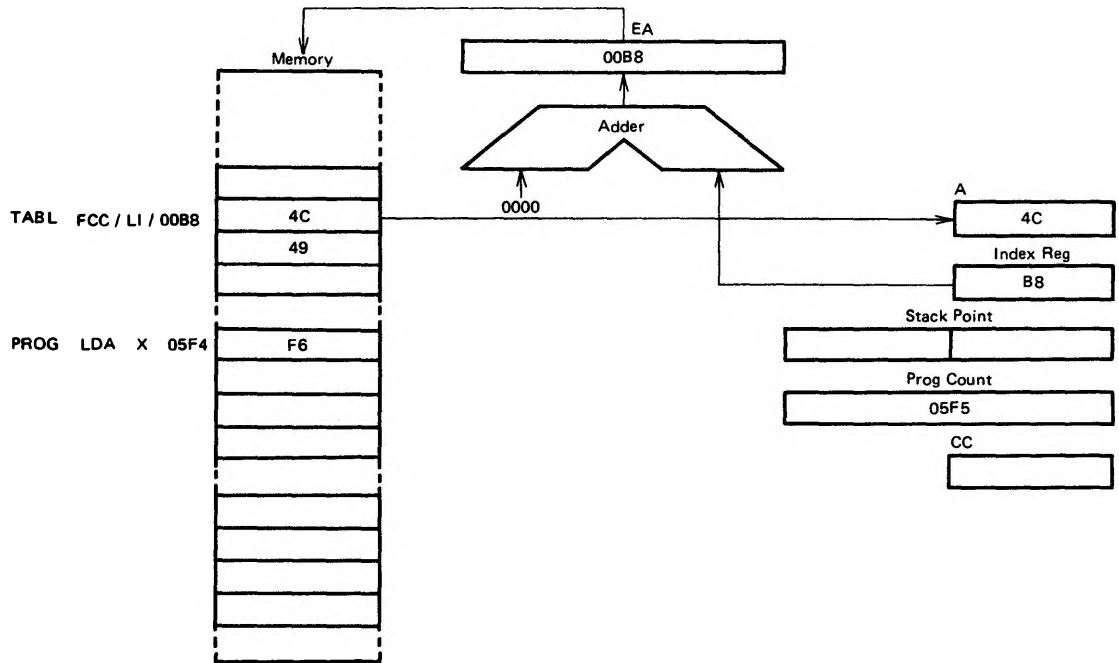 EA
00B8
Memory
Adder
0000
TABL FCC / LI / 00B8
4C
49
A
4C
Index Reg
B8
Stack Point
PROG LDA X 05F4
F6
Prog Count
05F5
CC